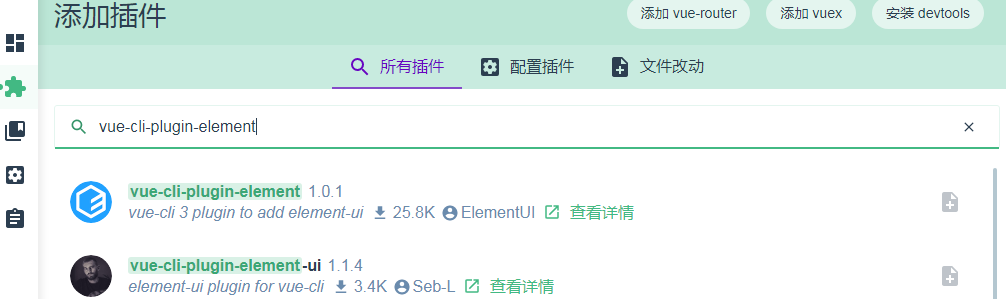 添加插件
添加 vue-router 添加 vuex 安装 devtools
所有插件 配置插件 文件改动
vue-cli-plugin-element
vue-cli-plugin-element 1.0.1
vue-cli 3 plugin to add element-ui 25.8K ElementUI 查看详情
vue-cli-plugin-element-ui 1.1.4
element-ui plugin for vue-cli 3.4K Seb-L 查看详情